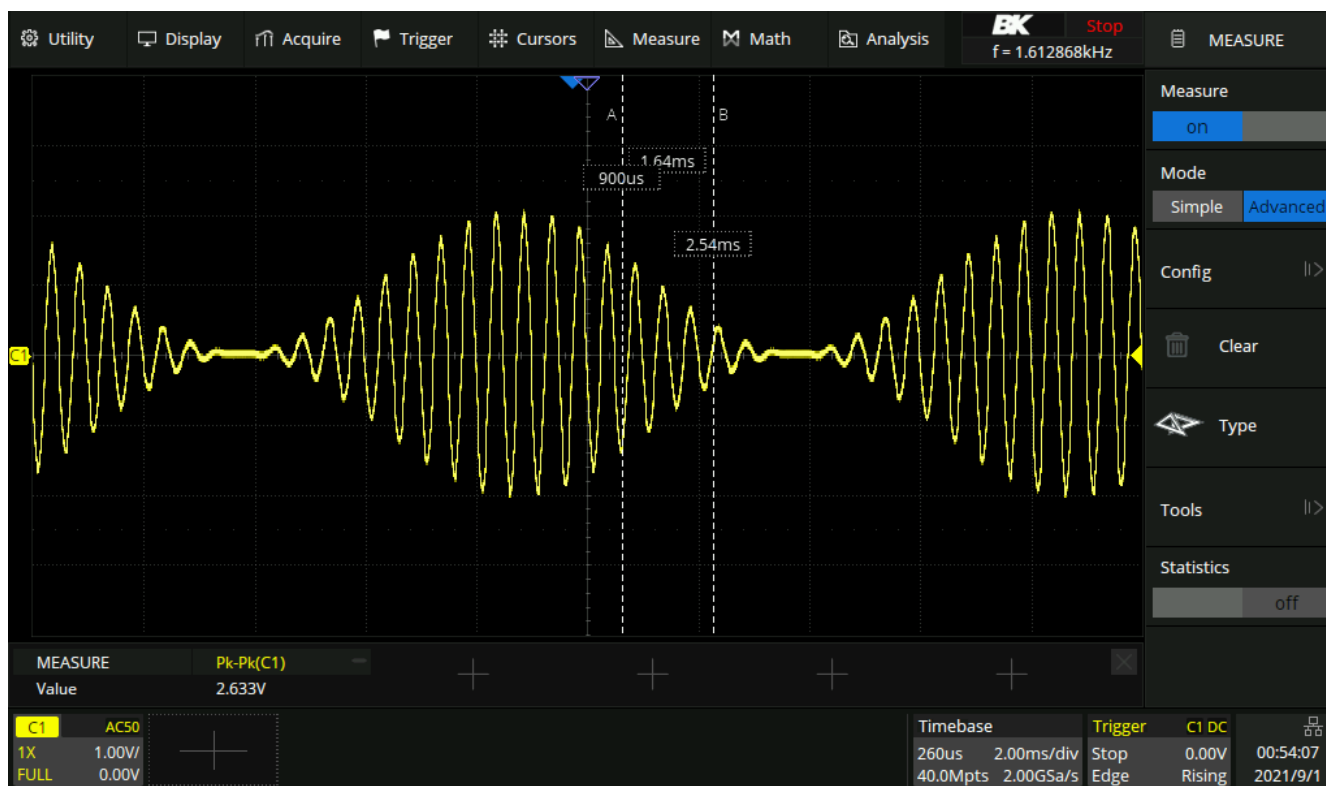 Utility Display Acquire Trigger Cursors Measure Math Analysis BK Stop
f = 1.612868kHz
MEASURE
Measure
on
Mode
Simple Advanced
Config
Clear
Type
Tools
Statistics
off
A B
1.64ms
900us
2.54ms
C1
MEASURE Pk-Pk(C1)
Value 2.633V
C1 AC50
1X 1.00V/
FULL 0.00V
Timebase
260us 2.00ms/div
40.0Mpts 2.00GSa/s
Trigger C1 DC
Stop 0.00V
Edge Rising
00:54:07
2021/9/1